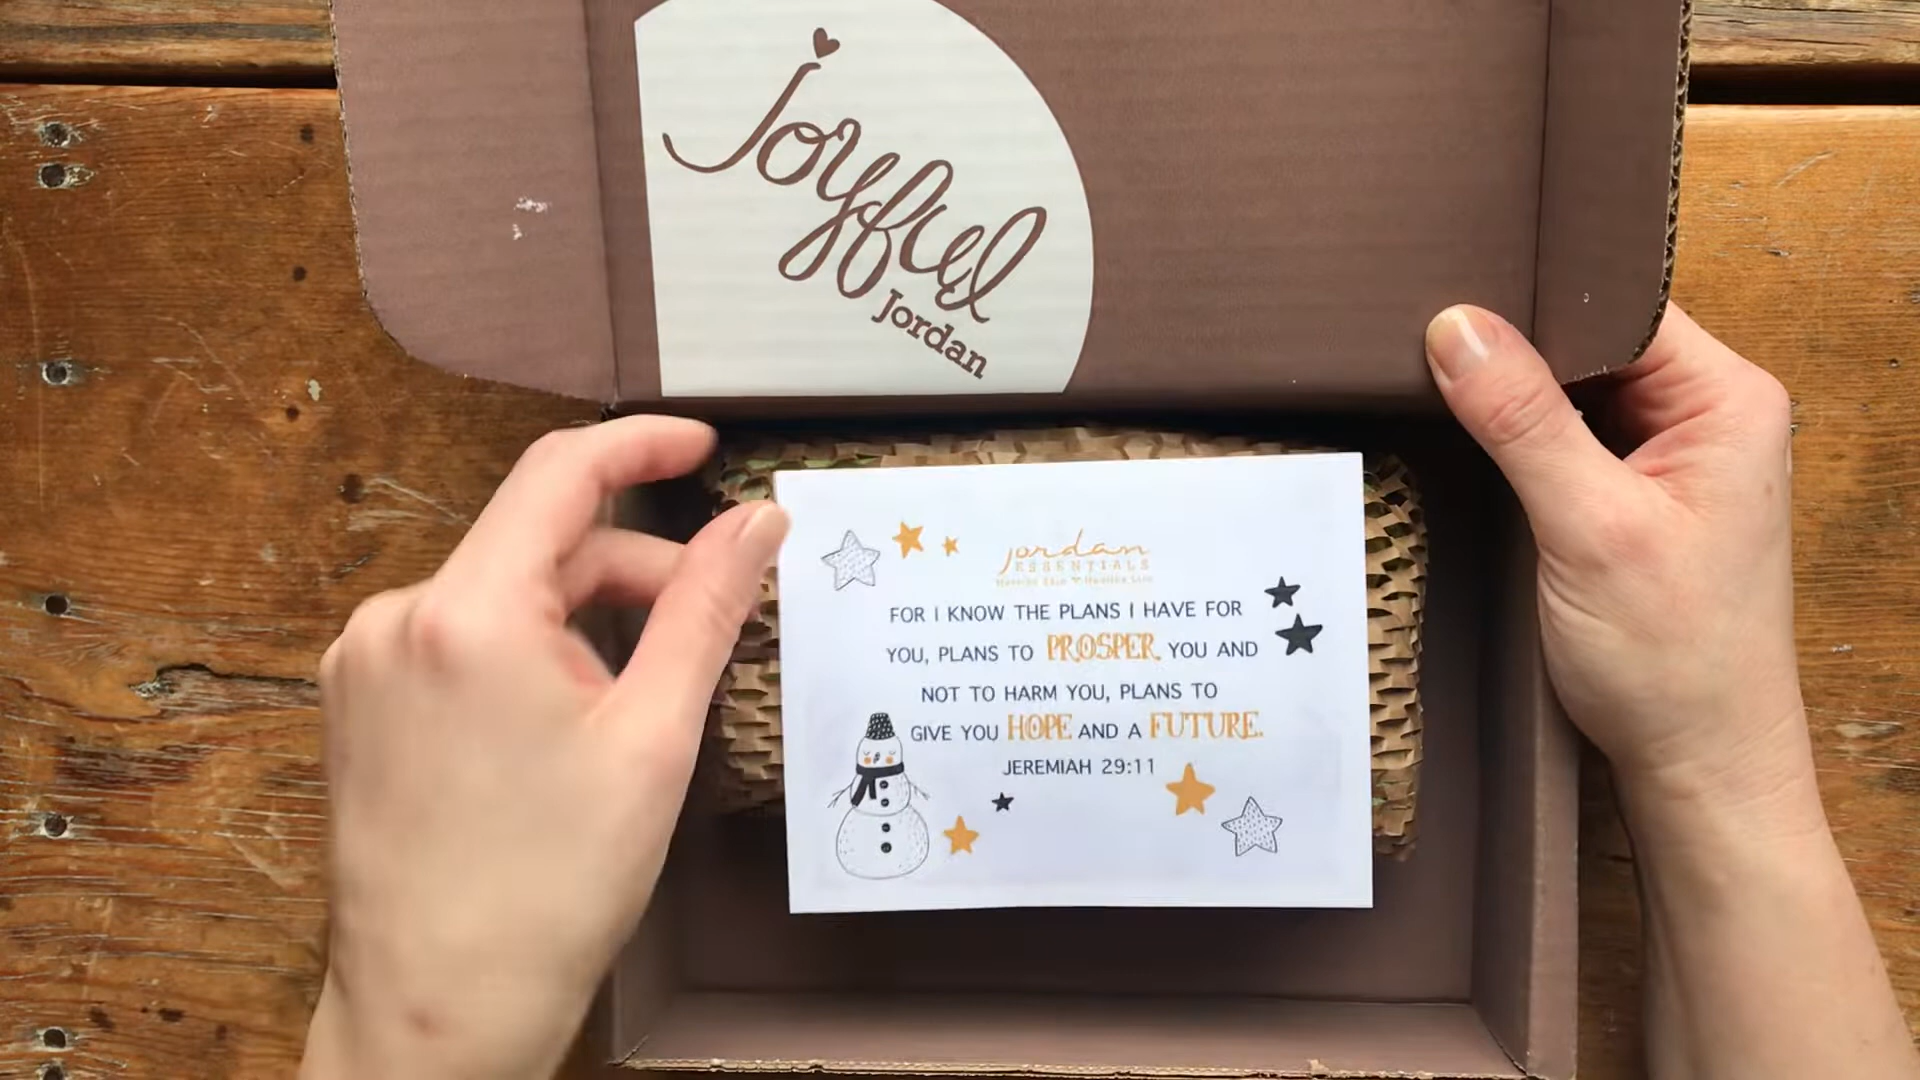 joyful
Jordan
jordan
ESSENTIALS
FOR I KNOW THE PLANS I HAVE FOR
YOU, PLANS TO PROSPER YOU AND
NOT TO HARM YOU, PLANS TO
GIVE YOU HOPE AND A FUTURE.
JEREMIAH 29:11